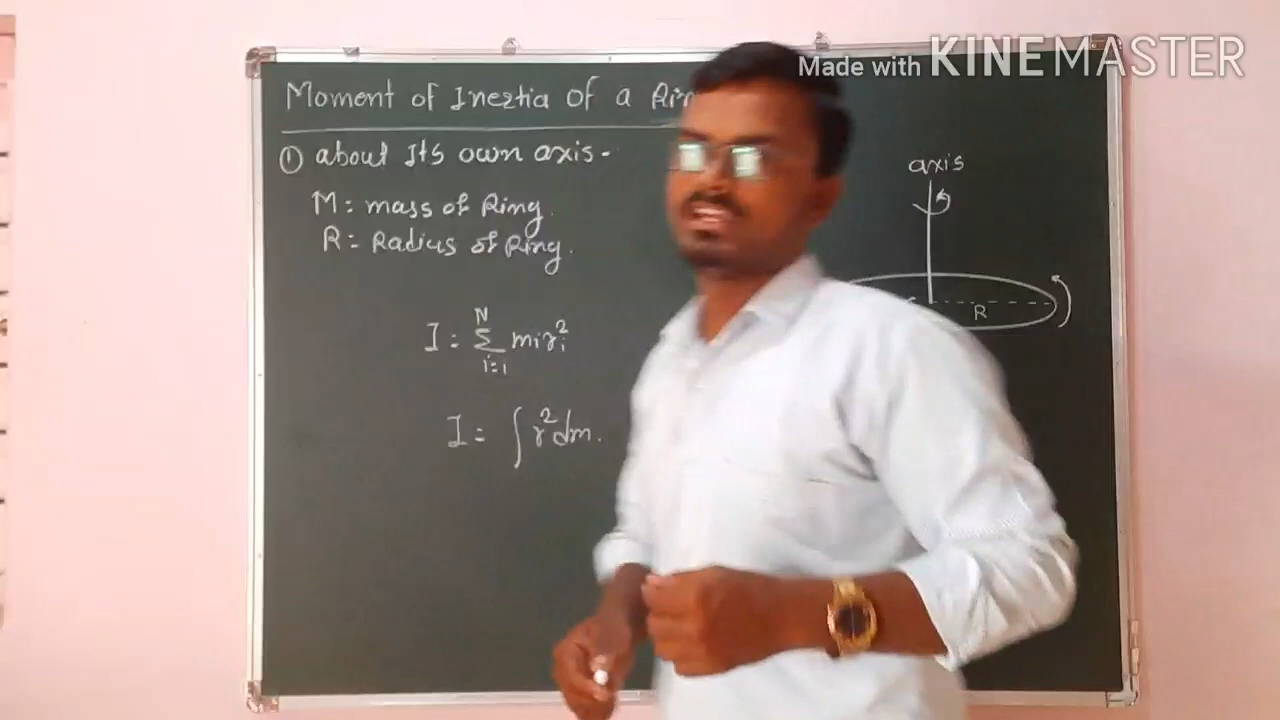 Made with KINEMASTER
Moment of Inertia of a Rin
① about Its own axis-
M = mass of Ring.
R = Radius of Ring.
I = N∑i=1 miri²
I = ∫ r² dm.
axis
R